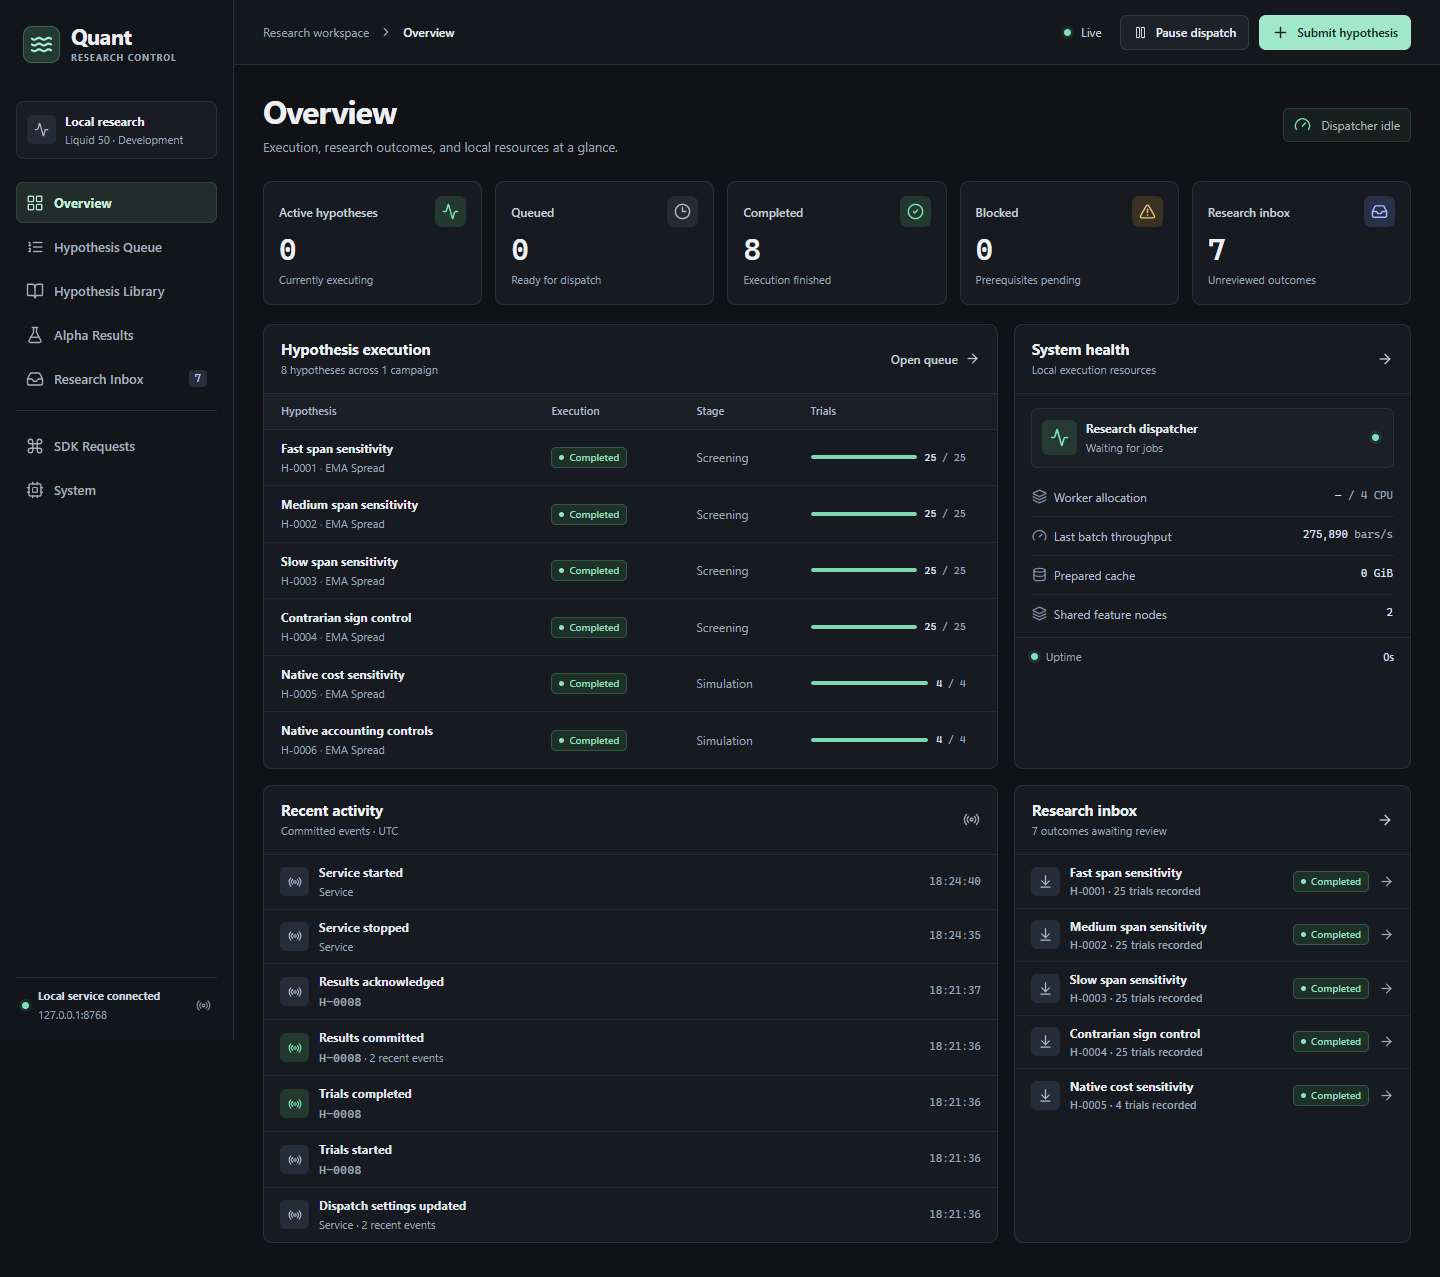 Quant
RESEARCH CONTROL
Local research
Liquid 50 · Development
Overview
Hypothesis Queue
Hypothesis Library
Alpha Results
Research Inbox 7
SDK Requests
System
Local service connected
127.0.0.1:8768
Research workspace > Overview
Live
Pause dispatch
Submit hypothesis
Overview
Execution, research outcomes, and local resources at a glance.
Dispatcher idle
Active hypotheses
0
Currently executing
Queued
0
Ready for dispatch
Completed
8
Execution finished
Blocked
0
Prerequisites pending
Research inbox
7
Unreviewed outcomes
Hypothesis execution
8 hypotheses across 1 campaign
Open queue
Hypothesis Execution Stage Trials
Fast span sensitivity
H-0001 · EMA Spread
Completed Screening 25 / 25
Medium span sensitivity
H-0002 · EMA Spread
Completed Screening 25 / 25
Slow span sensitivity
H-0003 · EMA Spread
Completed Screening 25 / 25
Contrarian sign control
H-0004 · EMA Spread
Completed Screening 25 / 25
Native cost sensitivity
H-0005 · EMA Spread
Completed Simulation 4 / 4
Native accounting controls
H-0006 · EMA Spread
Completed Simulation 4 / 4
System health
Local execution resources
Research dispatcher
Waiting for jobs
Worker allocation — / 4 CPU
Last batch throughput 275,890 bars/s
Prepared cache 0 GiB
Shared feature nodes 2
Uptime 0s
Recent activity
Committed events · UTC
Service started
Service
18:24:40
Service stopped
Service
18:24:35
Results acknowledged
H-0008
18:21:37
Results committed
H-0008 · 2 recent events
18:21:36
Trials completed
H-0008
18:21:36
Trials started
H-0008
18:21:36
Dispatch settings updated
Service · 2 recent events
18:21:36
Research inbox
7 outcomes awaiting review
Fast span sensitivity
H-0001 · 25 trials recorded
Completed
Medium span sensitivity
H-0002 · 25 trials recorded
Completed
Slow span sensitivity
H-0003 · 25 trials recorded
Completed
Contrarian sign control
H-0004 · 25 trials recorded
Completed
Native cost sensitivity
H-0005 · 4 trials recorded
Completed